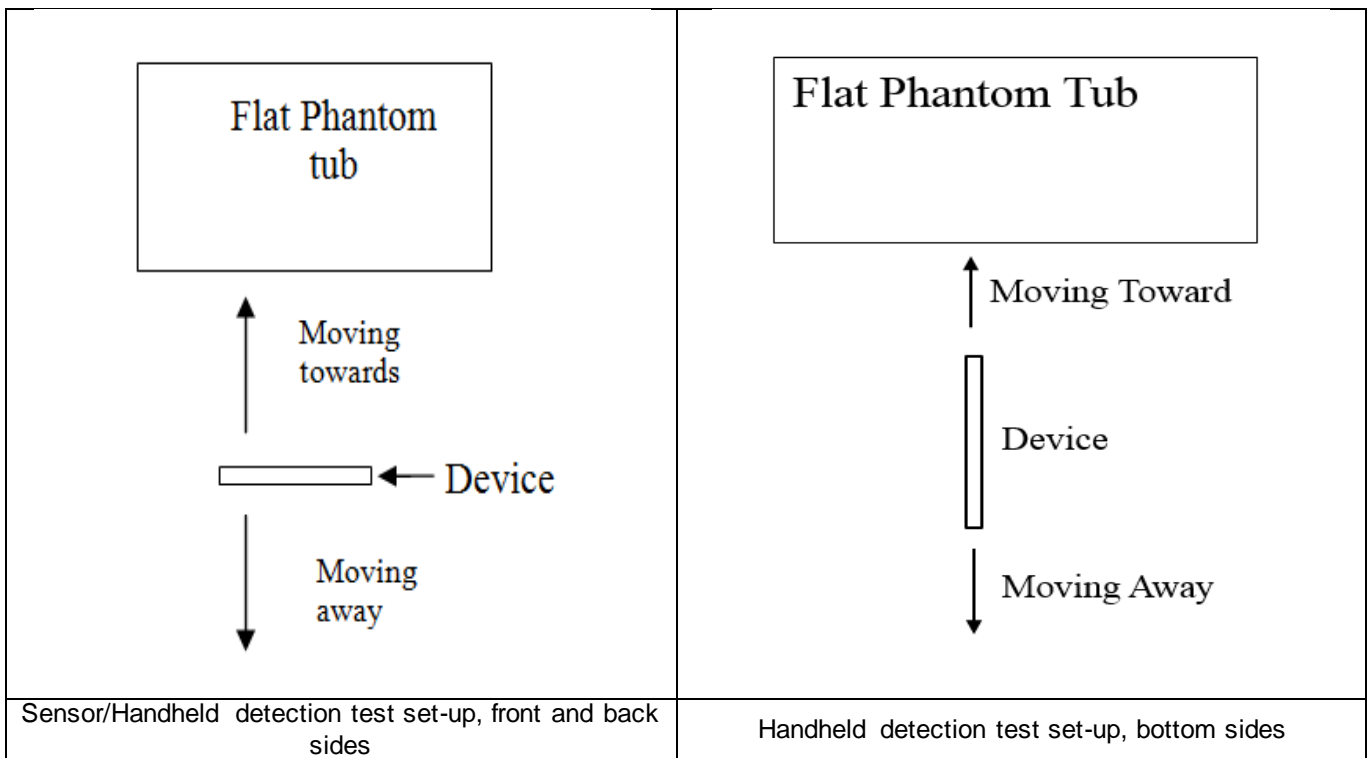 Flat Phantom
tub
Moving
towards
Device
Moving
away
Sensor/Handheld detection test set-up, front and back
sides
Flat Phantom Tub
Moving Toward
Device
Moving Away
Handheld detection test set-up, bottom sides